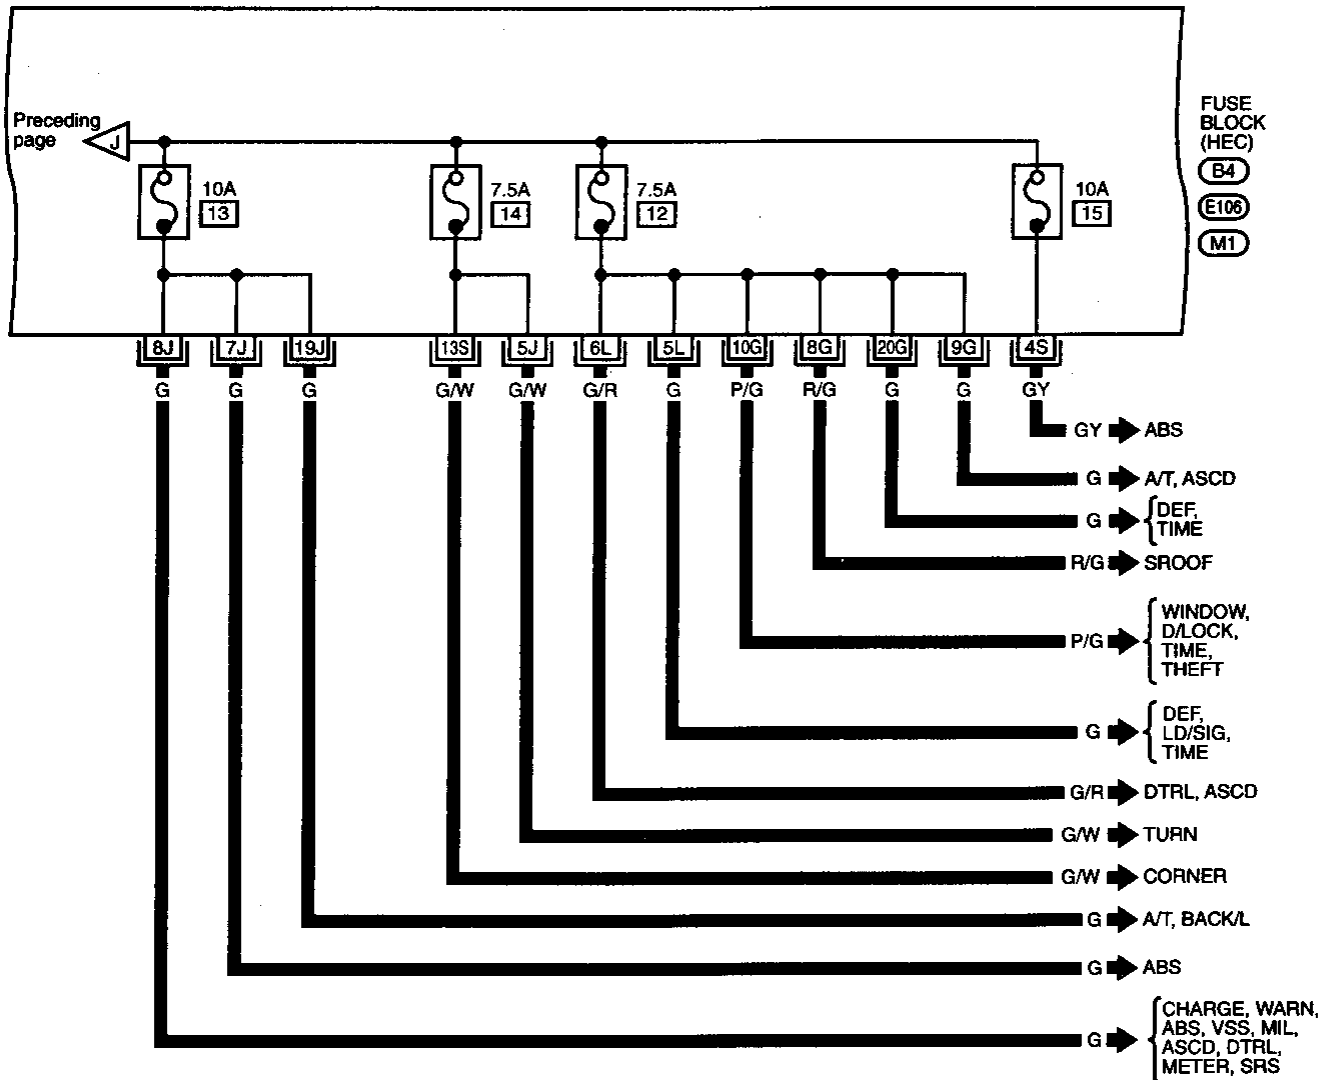 Preceding
page
J
FUSE
BLOCK
(HEC)
B4
E106
M1
10A
13
7.5A
14
7.5A
12
10A
15
8J 7J 19J 13S 5J 6L 5L 10G 8G 20G 9G 4S
G G G G/W G/W G/R G P/G R/G G G GY
GY ABS
G A/T, ASCD
G DEF,
TIME
R/G SROOF
P/G WINDOW,
D/LOCK,
TIME,
THEFT
G DEF,
LD/SIG,
TIME
G/R DTRL, ASCD
G/W TURN
G/W CORNER
G A/T, BACK/L
G ABS
G CHARGE, WARN,
ABS, VSS, MIL,
ASCD, DTRL,
METER, SRS